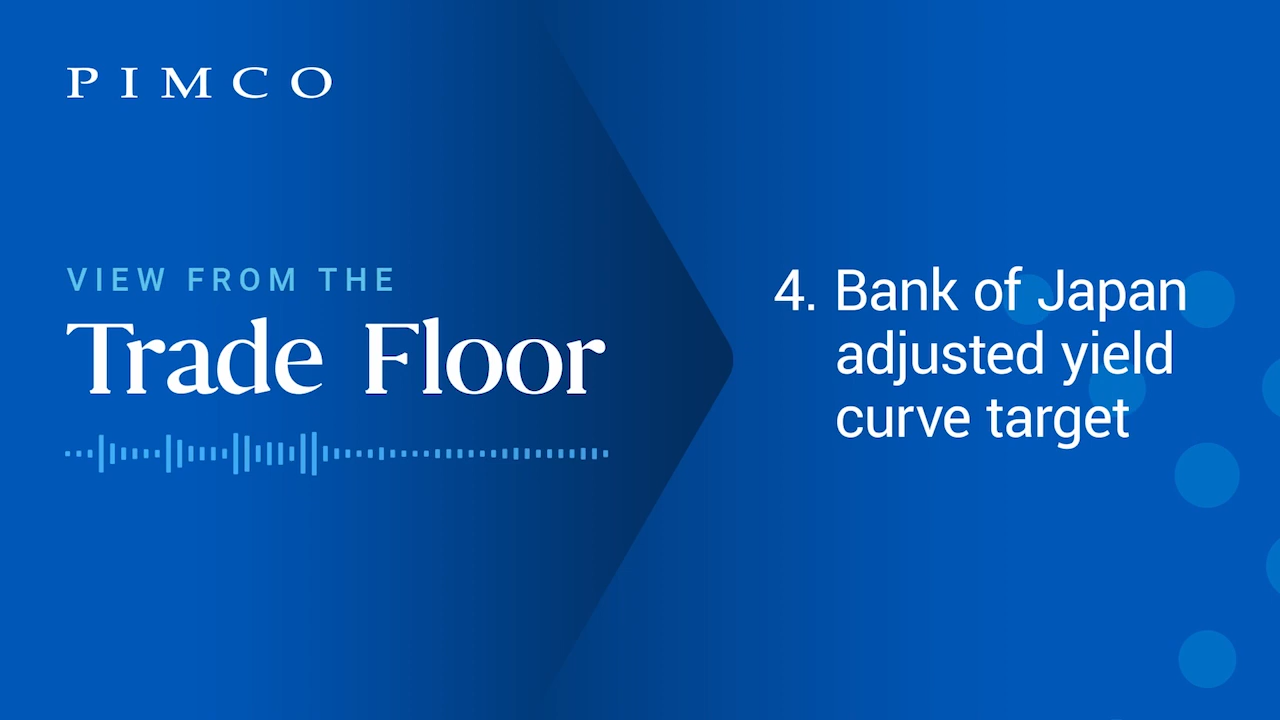 PIMCO
VIEW FROM THE
Trade Floor
4. Bank of Japan
adjusted yield
curve target